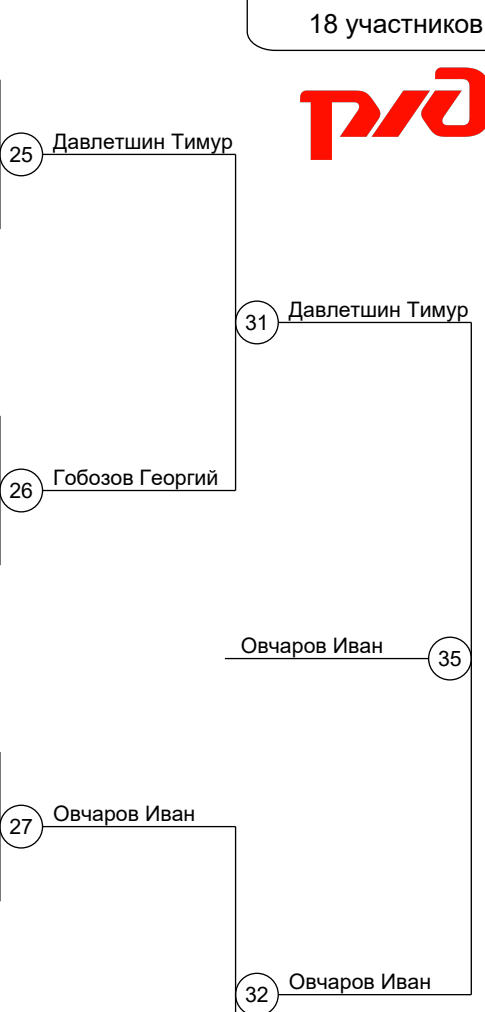 18 участников
ржд
25 Давлетшин Тимур
31 Давлетшин Тимур
26 Гобозов Георгий
Овчаров Иван 35
27 Овчаров Иван
32 Овчаров Иван